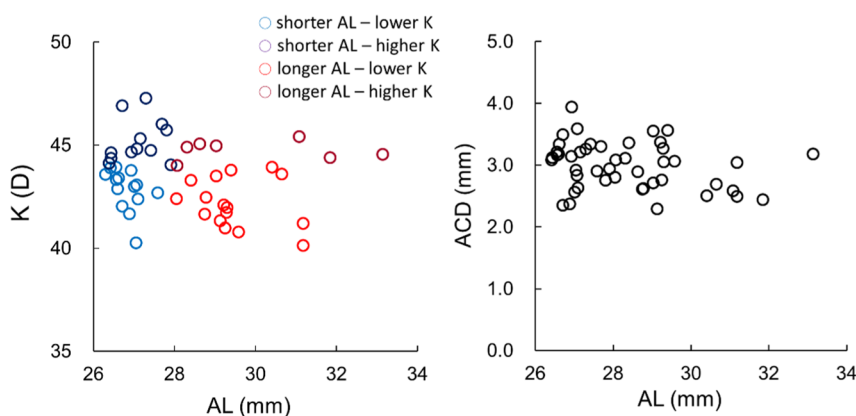 shorter AL – lower K
shorter AL – higher K
longer AL – lower K
longer AL – higher K
50
45
40
35
K (D)
26 28 30 32 34
AL (mm)
5.0
4.0
3.0
2.0
1.0
0.0
ACD (mm)
26 28 30 32 34
AL (mm)